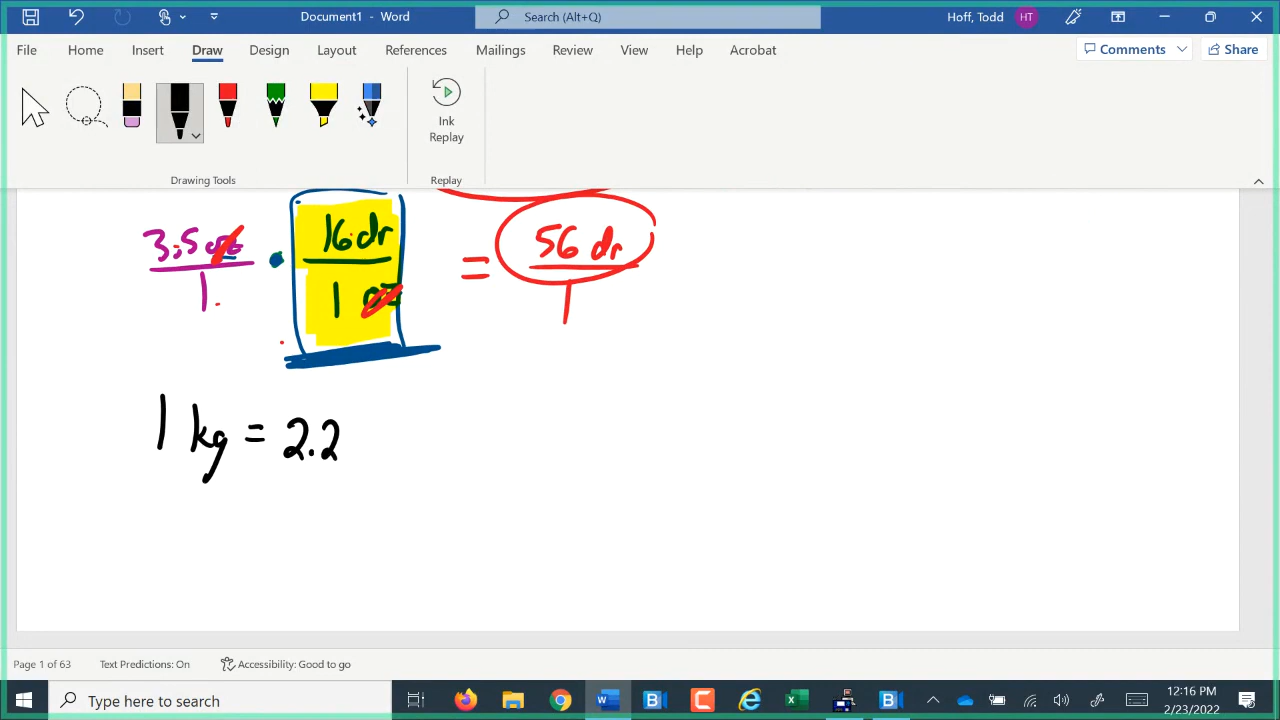 Document1 - Word
Search (Alt+Q)
Hoff, Todd
HT
File Home Insert Draw Design Layout References Mailings Review View Help Acrobat
Comments
Share
Ink
Replay
Drawing Tools
Replay
3.5 oz
1
·
16 dr
1 oz
=
56 dr
1
1 kg = 2.2
Page 1 of 63
Text Predictions: On
Accessibility: Good to go
Type here to search
12:16 PM
2/23/2022